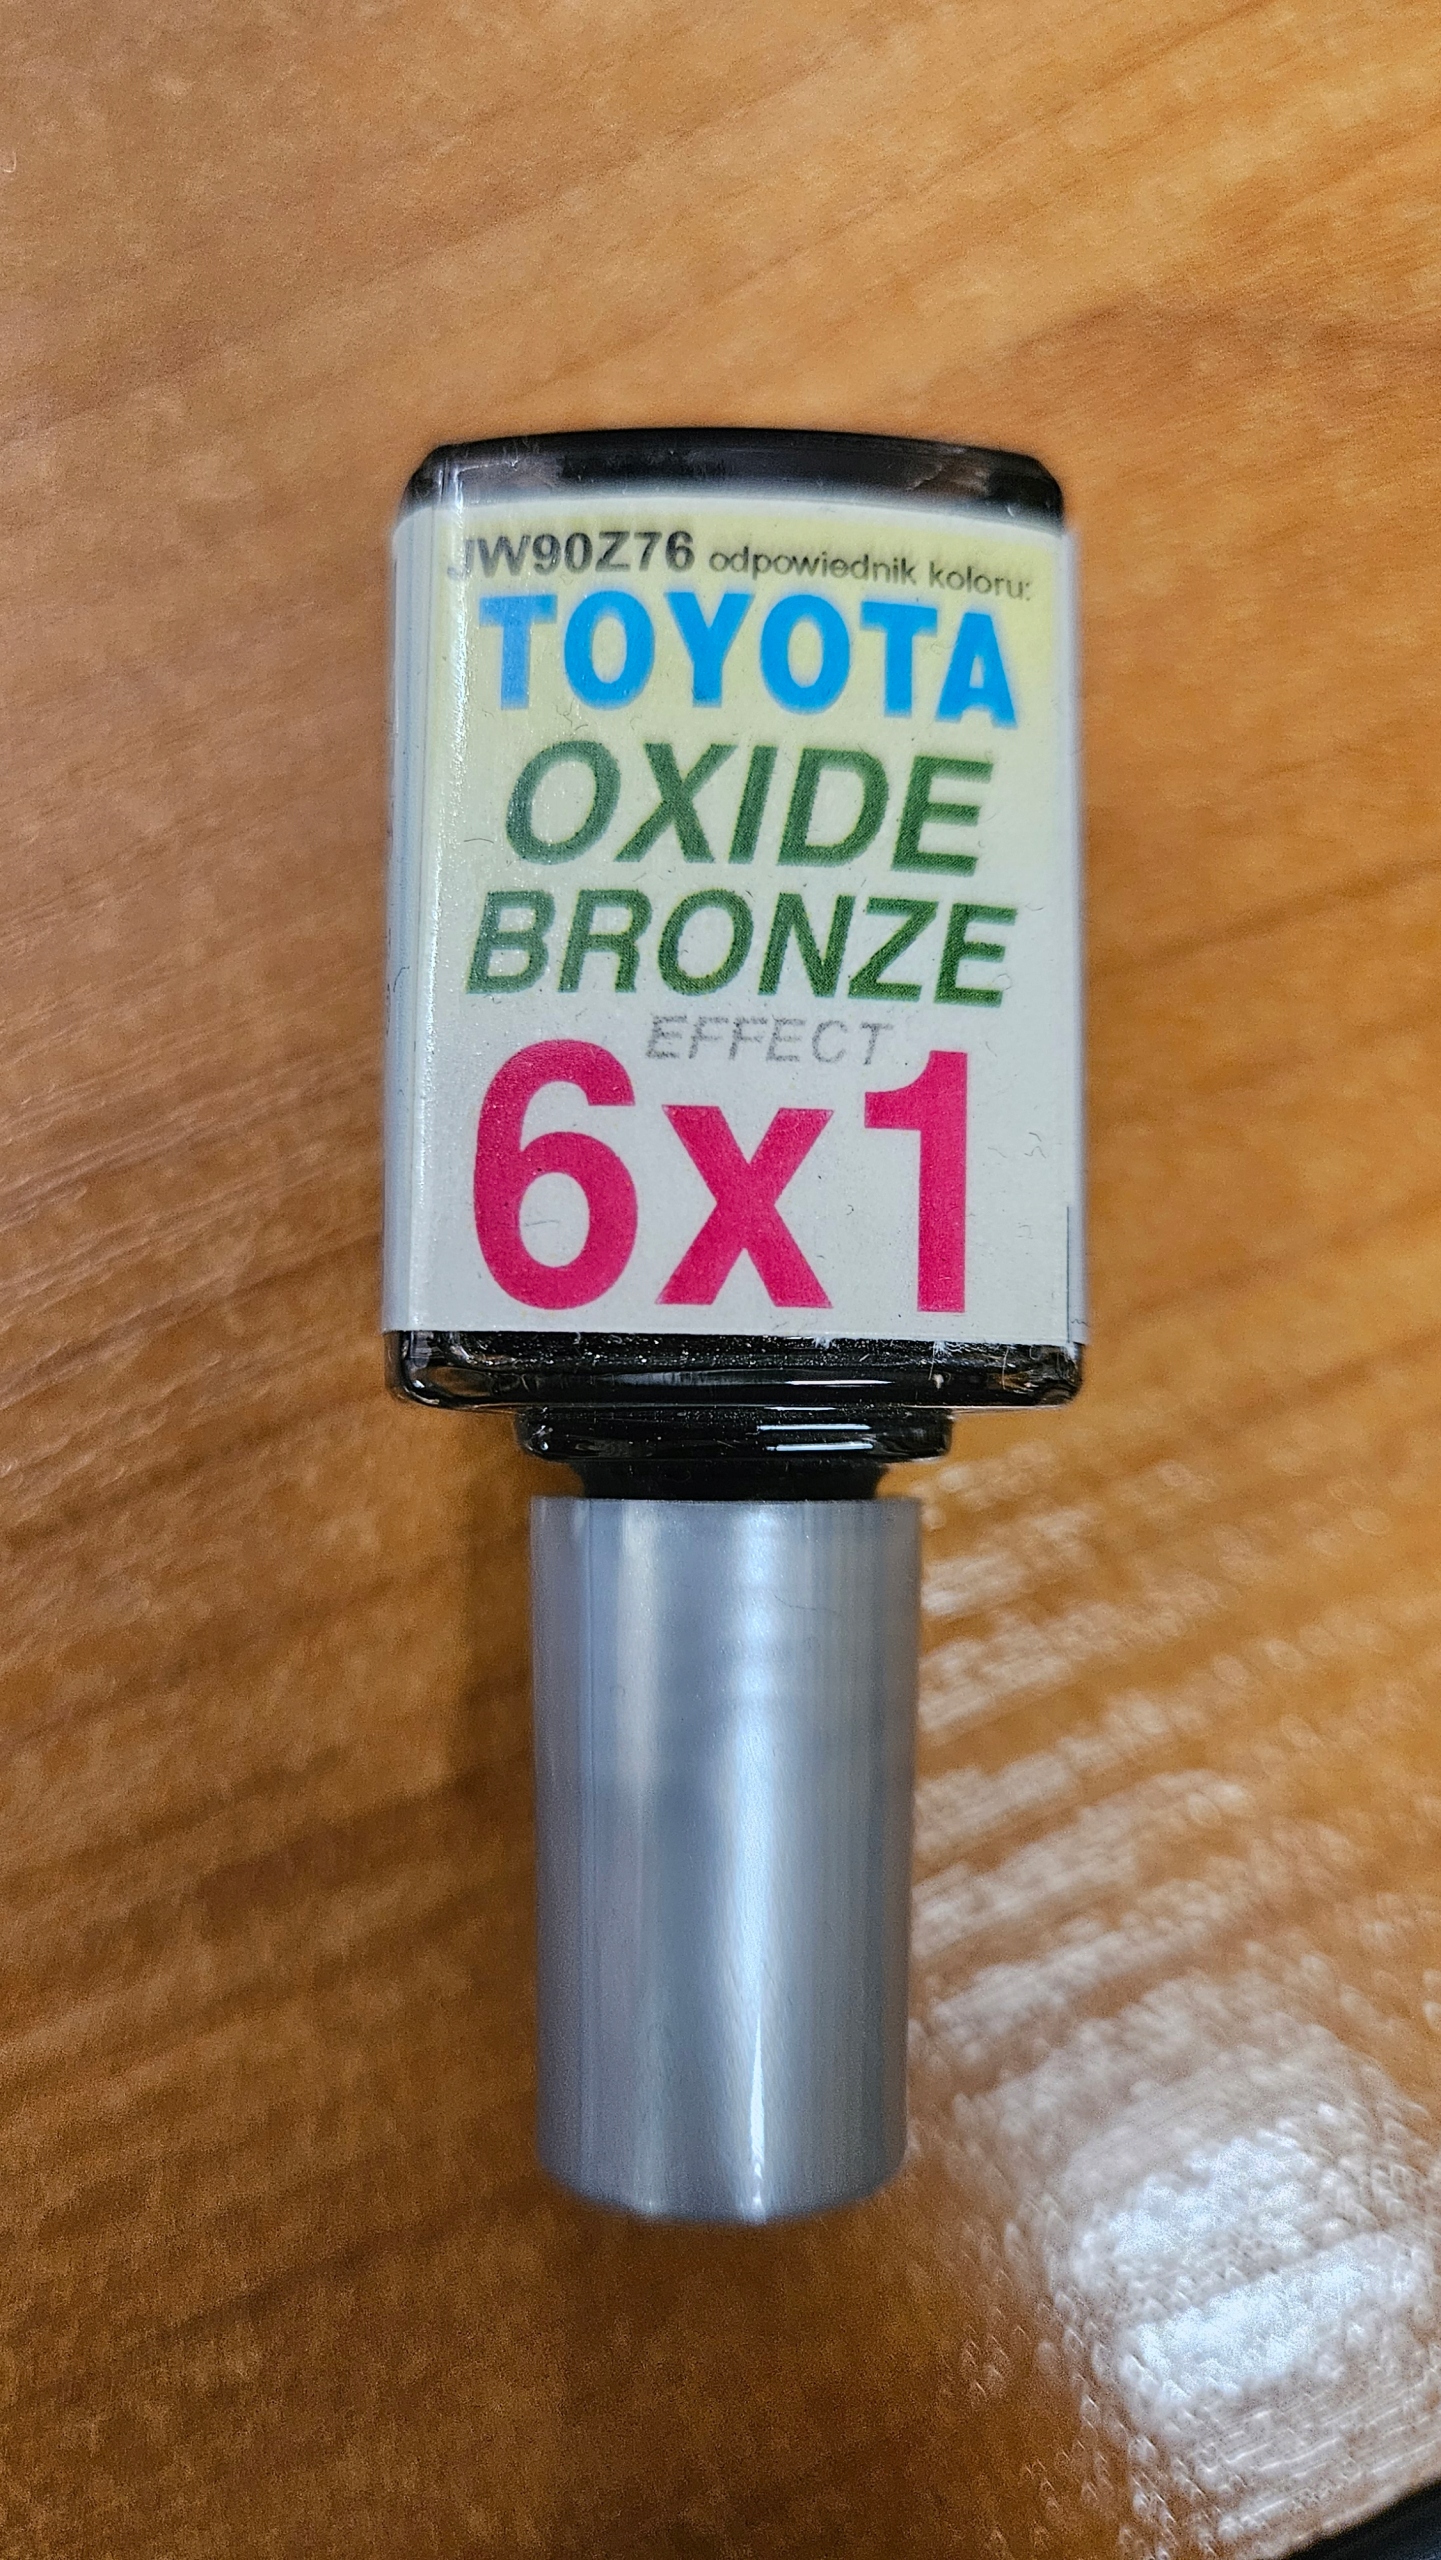 JW90Z76 odpowiednik koloru:
TOYOTA
OXIDE
BRONZE
EFFECT
6x1